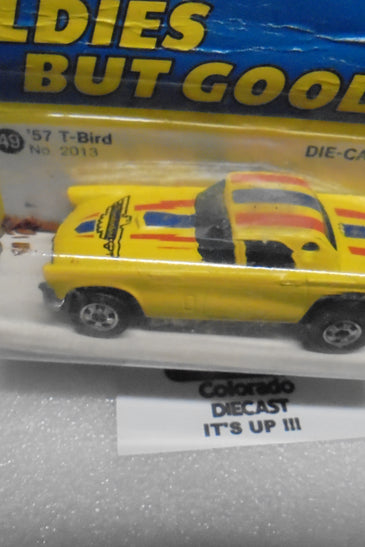 LDIES
BUT GOOD
49 '57 T-Bird
No. 2013
DIE-CA
Colorado
DIECAST
IT'S UP !!!